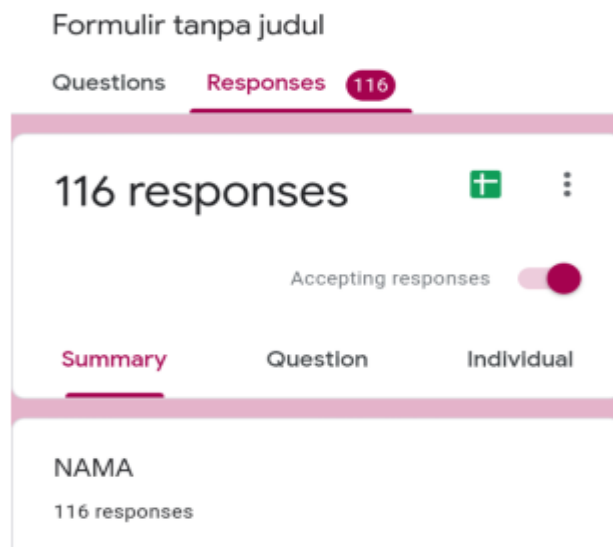 Formulir tanpa judul
Questions Responses 116
116 responses
Accepting responses
Summary Question Individual
NAMA
116 responses